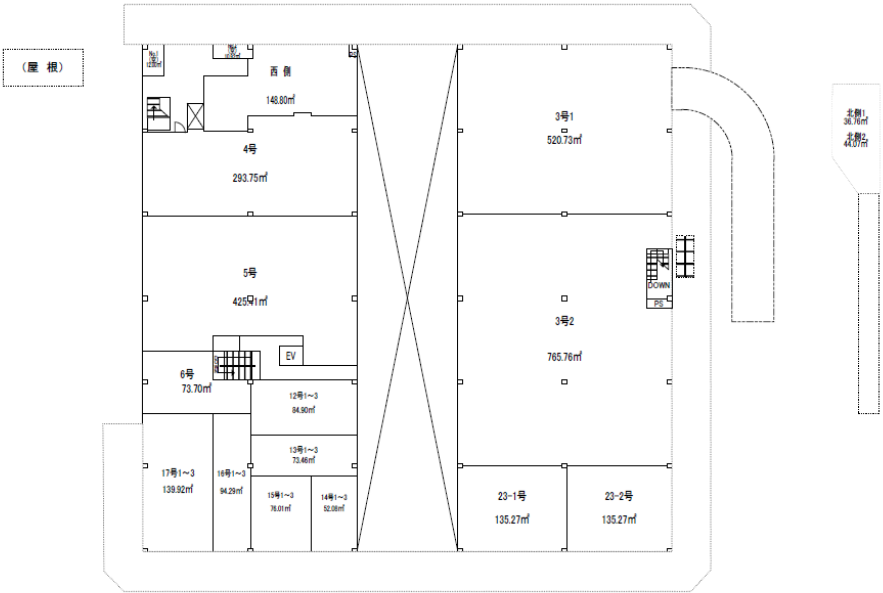 (屋 根)
No.1
PS
西 側
148.80㎡
3号1
520.73㎡
北側1
36.76㎡
北側2
44.07㎡
4号
293.75㎡
5号
DOWN
PS
3号2
765.76㎡
EV
6号
73.70㎡
12号1～3
84.90㎡
13号1～3
73.46㎡
17号1～3
139.92㎡
16号1～3
94.29㎡
15号1～3
76.01㎡
14号1～3
52.08㎡
23-1号
135.27㎡
23-2号
135.27㎡